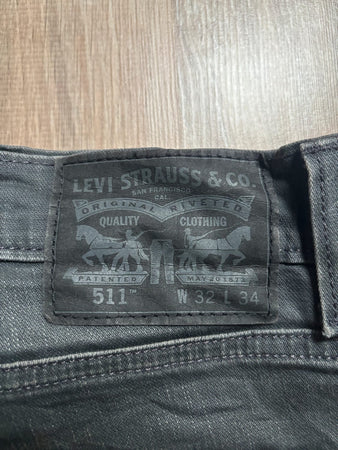 LEVI STRAUSS & CO.
SAN FRANCISCO
CAL.
ORIGINAL RIVETED
QUALITY CLOTHING
PATENTED MAY 20 1873
511™ W 32 L 34